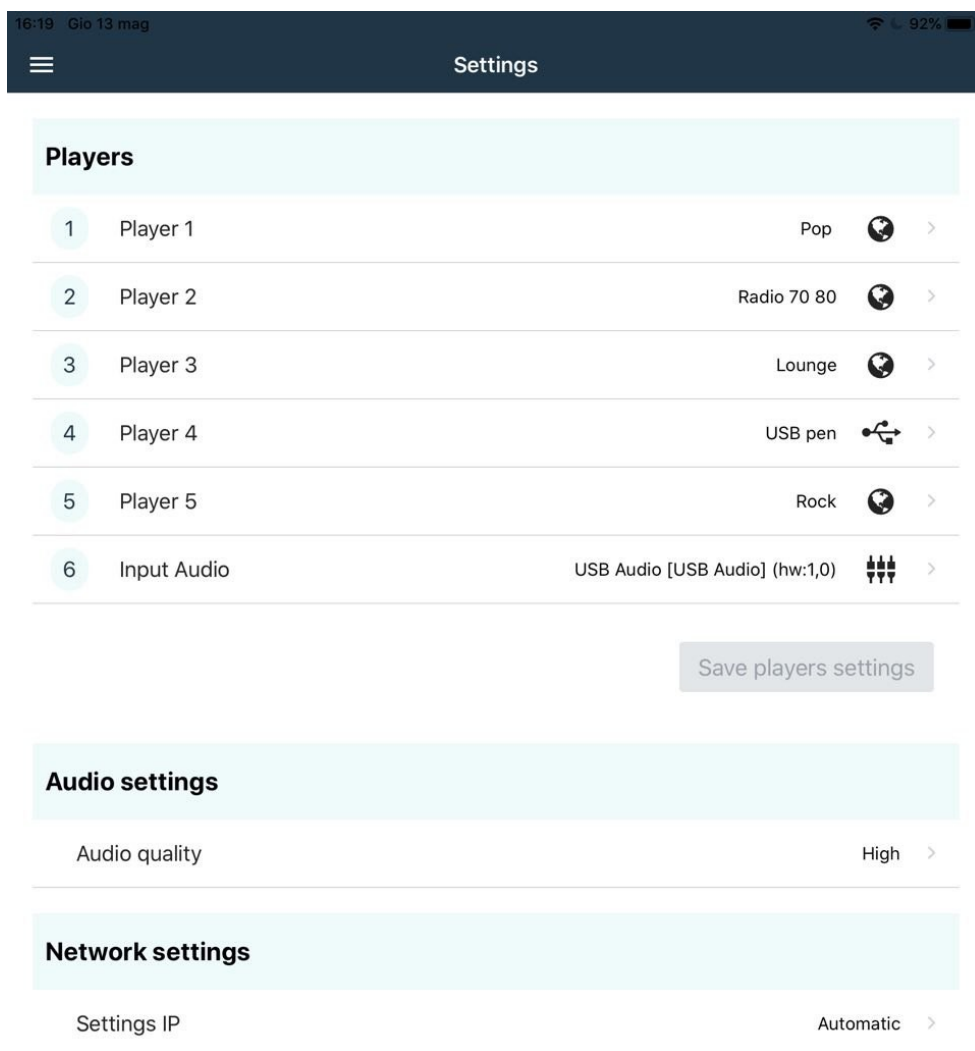 16:19 Gio 13 mag 92%
Settings
Players
1 Player 1 Pop
2 Player 2 Radio 70 80
3 Player 3 Lounge
4 Player 4 USB pen
5 Player 5 Rock
6 Input Audio USB Audio [USB Audio] (hw:1,0)
Save players settings
Audio settings
Audio quality High
Network settings
Settings IP Automatic